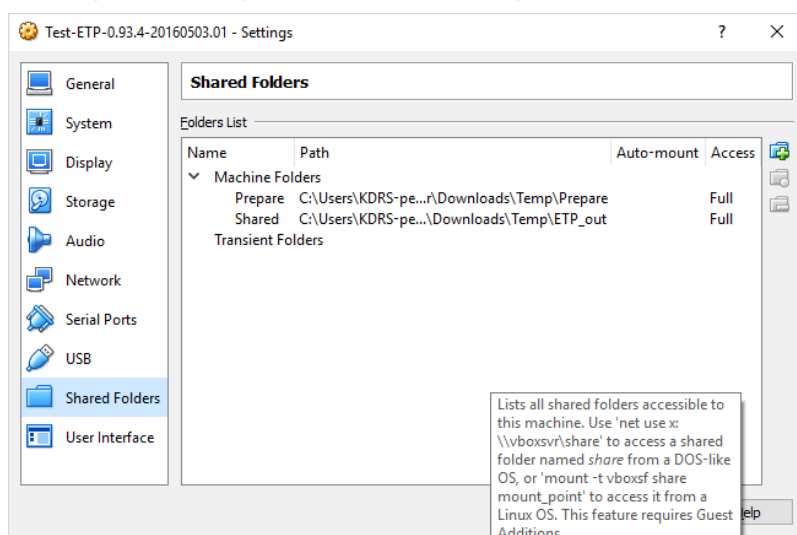 Test-ETP-0.93.4-20160503.01 - Settings ? ×
General
System
Display
Storage
Audio
Network
Serial Ports
USB
Shared Folders
User Interface
Shared Folders
Folders List
Name Path Auto-mount Access
Machine Folders
Prepare C:\Users\KDRS-pe...r\Downloads\Temp\Prepare Full
Shared C:\Users\KDRS-pe...\Downloads\Temp\ETP_out Full
Transient Folders
Lists all shared folders accessible to
this machine. Use 'net use x:
\\vboxsvr\share' to access a shared
folder named share from a DOS-like
OS, or 'mount -t vboxsf share
mount_point' to access it from a
Linux OS. This feature requires Guest
Additions
elp